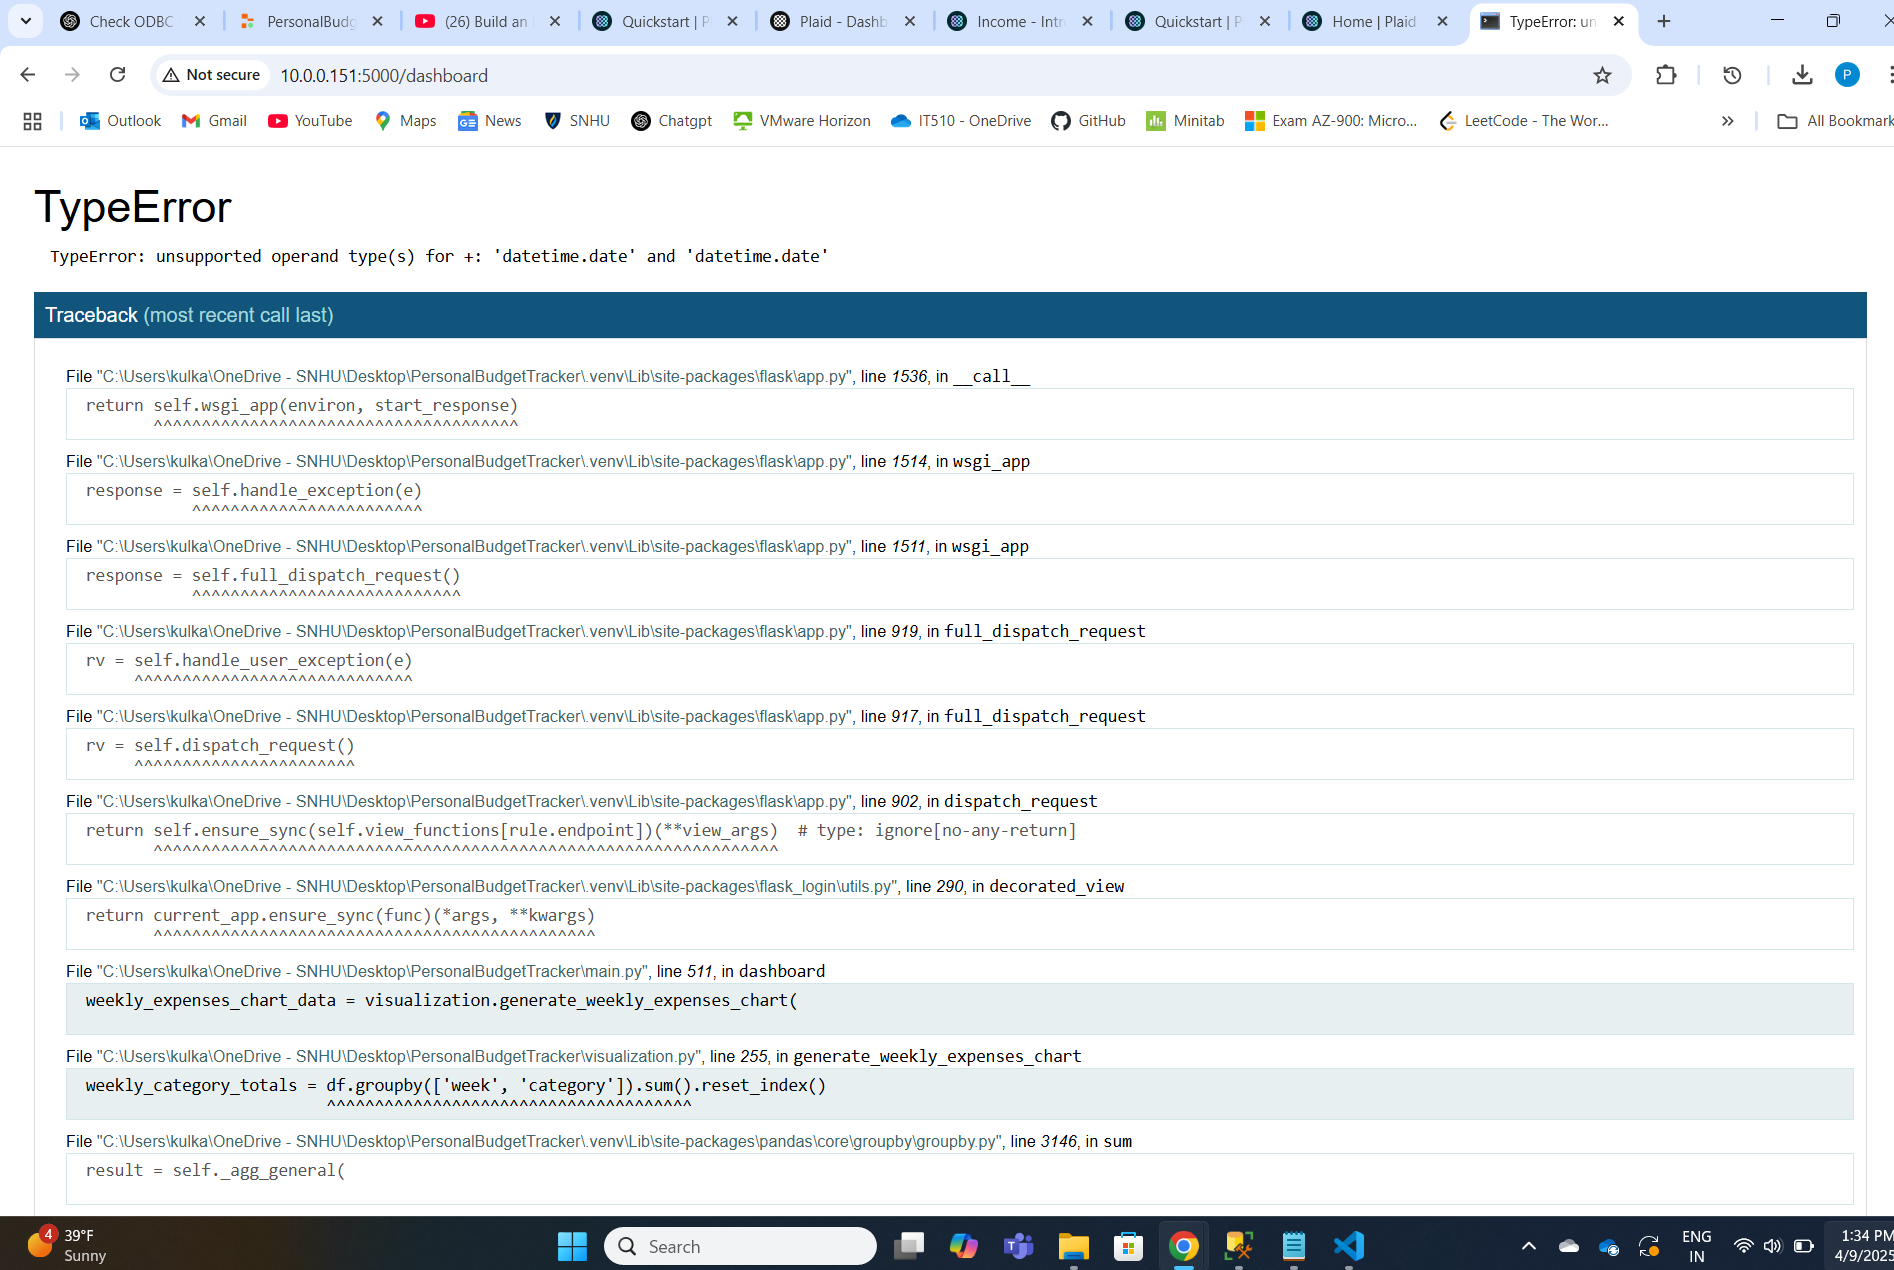 Check ODBC
PersonalBudg
(26) Build an
Quickstart | P
Plaid - Dashb
Income - Intr
Quickstart | P
Home | Plaid
TypeError: un
Not secure
10.0.0.151:5000/dashboard
P
Outlook
Gmail
YouTube
Maps
News
SNHU
Chatgpt
VMware Horizon
IT510 - OneDrive
GitHub
Minitab
Exam AZ-900: Micro...
LeetCode - The Wor...
All Bookmark
TypeError
TypeError: unsupported operand type(s) for +: 'datetime.date' and 'datetime.date'
Traceback (most recent call last)
File "C:\Users\kulka\OneDrive - SNHU\Desktop\PersonalBudgetTracker\.venv\Lib\site-packages\flask\app.py", line 1536, in __call__
return self.wsgi_app(environ, start_response)
^^^^^^^^^^^^^^^^^^^^^^^^^^^^^^^^^^^^^^
File "C:\Users\kulka\OneDrive - SNHU\Desktop\PersonalBudgetTracker\.venv\Lib\site-packages\flask\app.py", line 1514, in wsgi_app
response = self.handle_exception(e)
^^^^^^^^^^^^^^^^^^^^^^^^
File "C:\Users\kulka\OneDrive - SNHU\Desktop\PersonalBudgetTracker\.venv\Lib\site-packages\flask\app.py", line 1511, in wsgi_app
response = self.full_dispatch_request()
^^^^^^^^^^^^^^^^^^^^^^^^^^^^
File "C:\Users\kulka\OneDrive - SNHU\Desktop\PersonalBudgetTracker\.venv\Lib\site-packages\flask\app.py", line 919, in full_dispatch_request
rv = self.handle_user_exception(e)
^^^^^^^^^^^^^^^^^^^^^^^^^^^^^
File "C:\Users\kulka\OneDrive - SNHU\Desktop\PersonalBudgetTracker\.venv\Lib\site-packages\flask\app.py", line 917, in full_dispatch_request
rv = self.dispatch_request()
^^^^^^^^^^^^^^^^^^^^^^^
File "C:\Users\kulka\OneDrive - SNHU\Desktop\PersonalBudgetTracker\.venv\Lib\site-packages\flask\app.py", line 902, in dispatch_request
return self.ensure_sync(self.view_functions[rule.endpoint])(**view_args)  # type: ignore[no-any-return]
^^^^^^^^^^^^^^^^^^^^^^^^^^^^^^^^^^^^^^^^^^^^^^^^^^^^^^^^^^^^^^^^^
File "C:\Users\kulka\OneDrive - SNHU\Desktop\PersonalBudgetTracker\.venv\Lib\site-packages\flask_login\utils.py", line 290, in decorated_view
return current_app.ensure_sync(func)(*args, **kwargs)
^^^^^^^^^^^^^^^^^^^^^^^^^^^^^^^^^^^^^^^^^^^^^^
File "C:\Users\kulka\OneDrive - SNHU\Desktop\PersonalBudgetTracker\main.py", line 511, in dashboard
weekly_expenses_chart_data = visualization.generate_weekly_expenses_chart(
File "C:\Users\kulka\OneDrive - SNHU\Desktop\PersonalBudgetTracker\visualization.py", line 255, in generate_weekly_expenses_chart
weekly_category_totals = df.groupby(['week', 'category']).sum().reset_index()
^^^^^^^^^^^^^^^^^^^^^^^^^^^^^^^^^^^^^^
File "C:\Users\kulka\OneDrive - SNHU\Desktop\PersonalBudgetTracker\.venv\Lib\site-packages\pandas\core\groupby\groupby.py", line 3146, in sum
result = self._agg_general(
4
39°F
Sunny
Search
ENG
IN
1:34 PM
4/9/2025